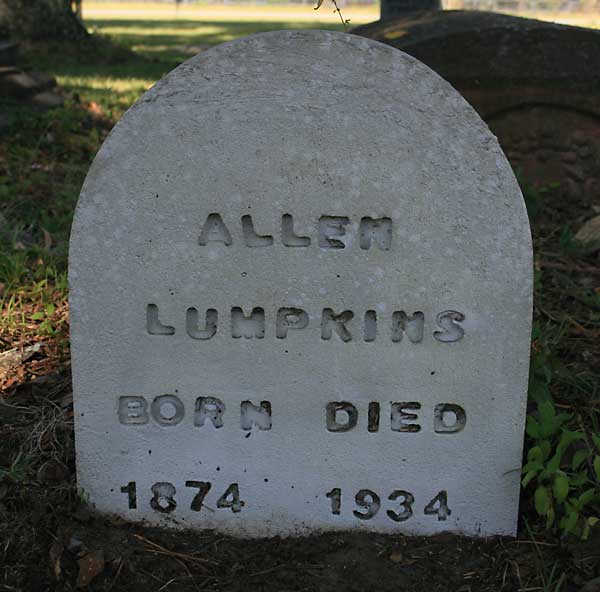 ALLEN
LUMPKINS
BORN DIED
1874 1934